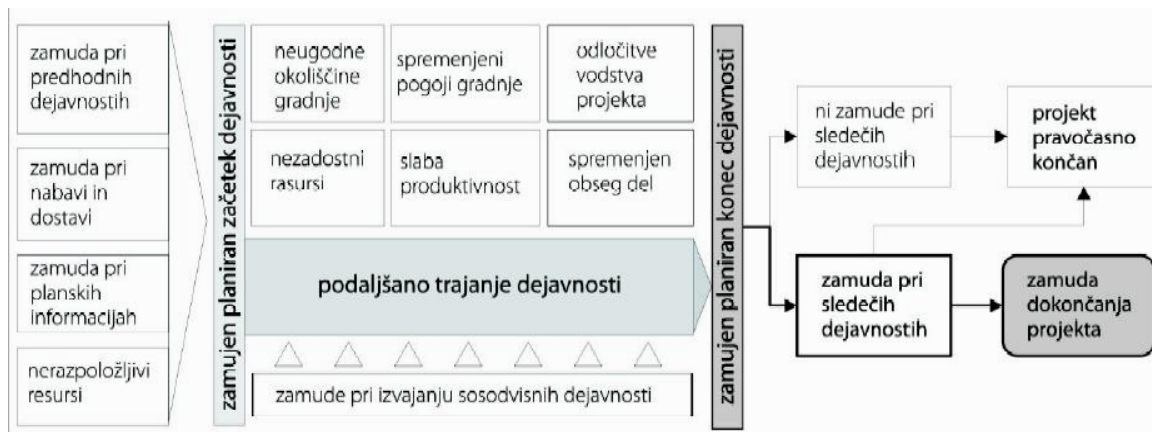 zamuda pri
predhodnih
dejavnostih
zamuda pri
nabavi in
dostavi
zamuda pri
planskih
informacijah
nerazpoložljivi
resursi
zamujen planiran začetek dejavnosti
neugodne
okoliščine
gradnje
spremenjeni
pogoji gradnje
odločitve
vodstva
projekta
nezadostni
rasursi
slaba
produktivnost
spremenjen
obseg del
podaljšano trajanje dejavnosti
zamude pri izvajanju sosodvisnih dejavnosti
zamujen planiran konec dejavnosti
ni zamude pri
sledečih
dejavnostih
projekt
pravočasno
končan
zamuda pri
sledečih
dejavnostih
zamuda
dokončanja
projekta